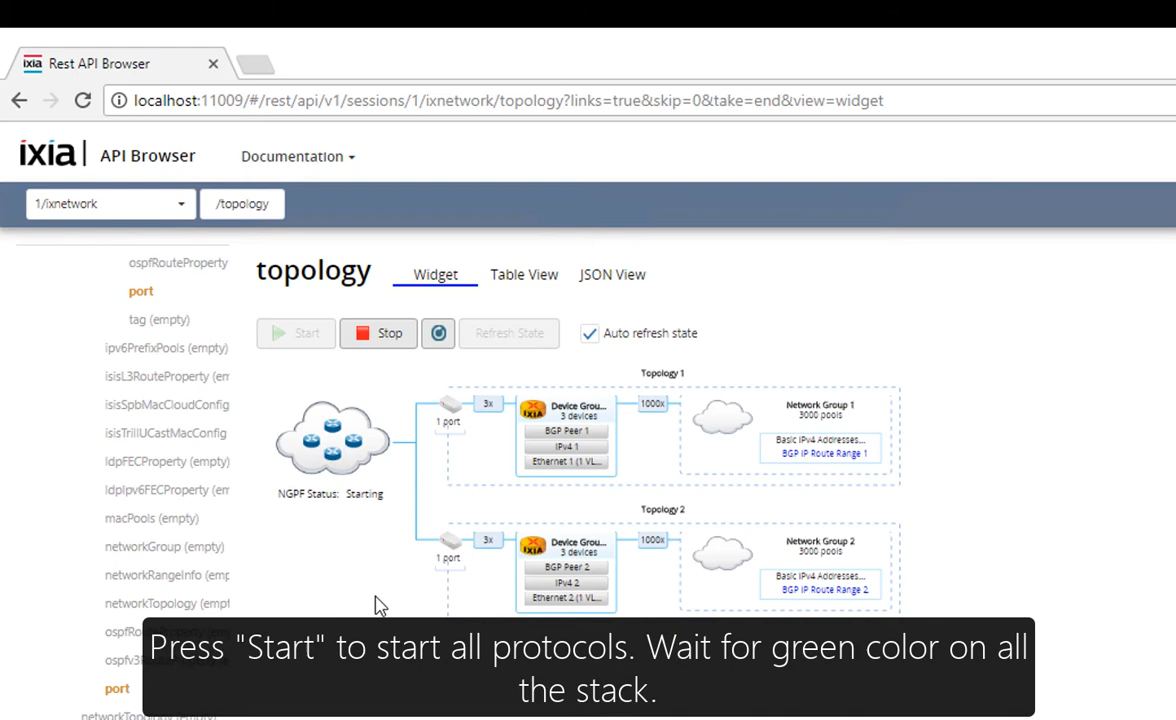 ixia Rest API Browser
localhost:11009/#/rest/api/v1/sessions/1/ixnetwork/topology?links=true&skip=0&take=end&view=widget
ixia API Browser Documentation
1/ixnetwork /topology
ospfRouteProperty
port
tag (empty)
ipv6PrefixPools (empty)
isisL3RouteProperty (em
isisSpbMacCloudConfig
isisTrillUCastMacConfig
ldpFECProperty (empty)
ldpIpv6FECProperty (em
macPools (empty)
networkGroup (empty)
networkRangeInfo (emp
networkTopology (empt
port
topology Widget Table View JSON View
Start Stop Refresh State Auto refresh state
NGPF Status: Starting
Topology 1
1 port
3x
Device Grou...
3 devices
BGP Peer 1
IPv4 1
Ethernet 1 (1 VL...
1000x
Network Group 1
3000 pools
Basic IPv4 Addresses...
BGP IP Route Range 1
Topology 2
1 port
3x
Device Grou...
3 devices
BGP Peer 2
IPv4 2
Ethernet 2 (1 VL...
1000x
Network Group 2
3000 pools
Basic IPv4 Addresses...
BGP IP Route Range 2
Press "Start" to start all protocols. Wait for green color on all
the stack.